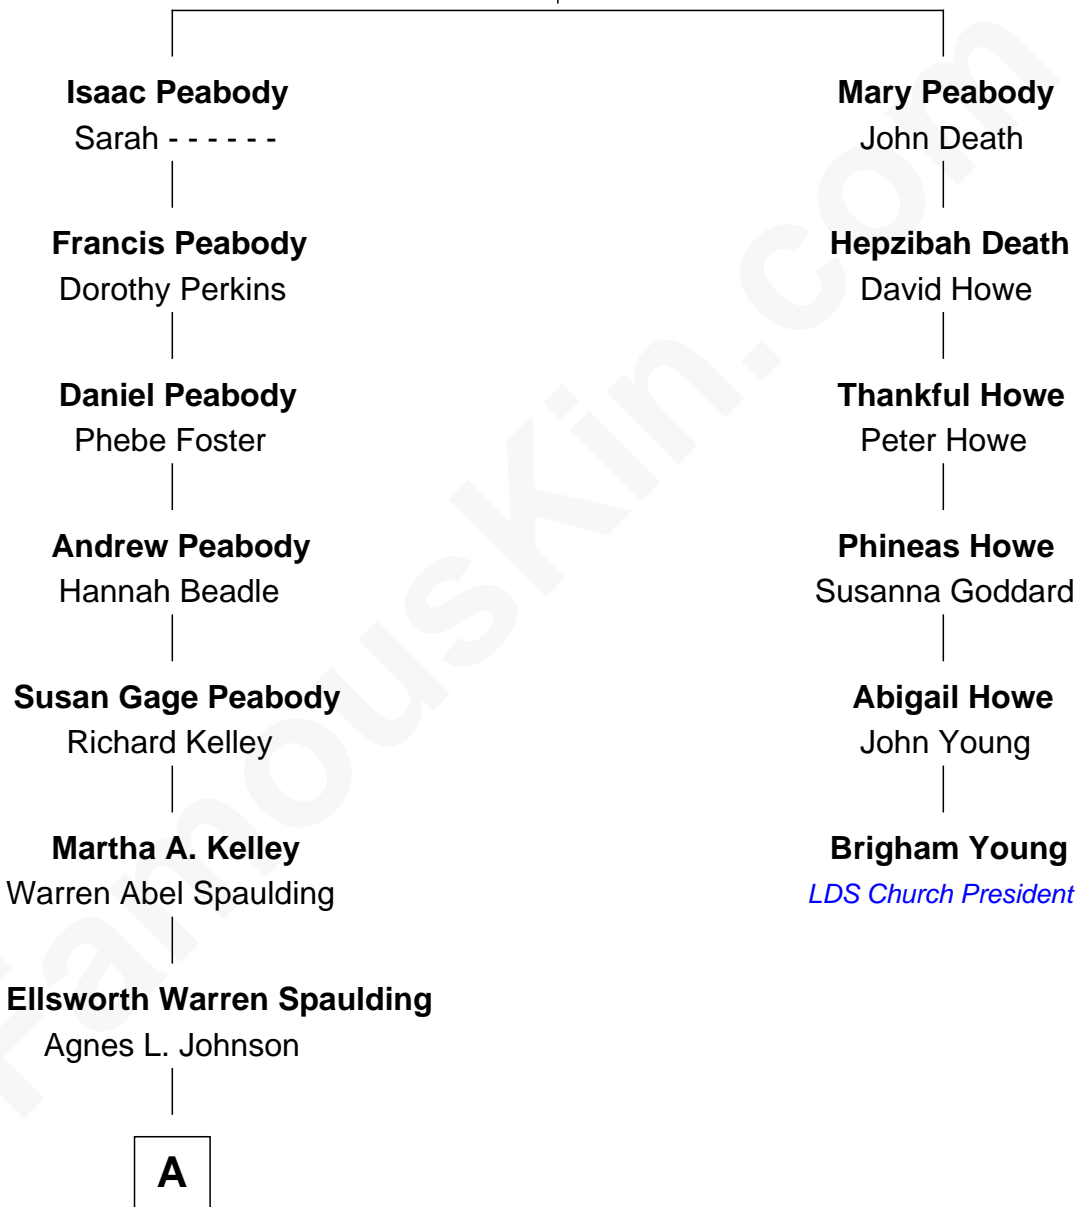 Isaac Peabody
Sarah - - - - - -
Francis Peabody
Dorothy Perkins
Daniel Peabody
Phebe Foster
Andrew Peabody
Hannah Beadle
Susan Gage Peabody
Richard Kelley
Martha A. Kelley
Warren Abel Spaulding
Ellsworth Warren Spaulding
Agnes L. Johnson
A
Mary Peabody
John Death
Hepzibah Death
David Howe
Thankful Howe
Peter Howe
Phineas Howe
Susanna Goddard
Abigail Howe
John Young
Brigham Young
LDS Church President
FamousKin.com